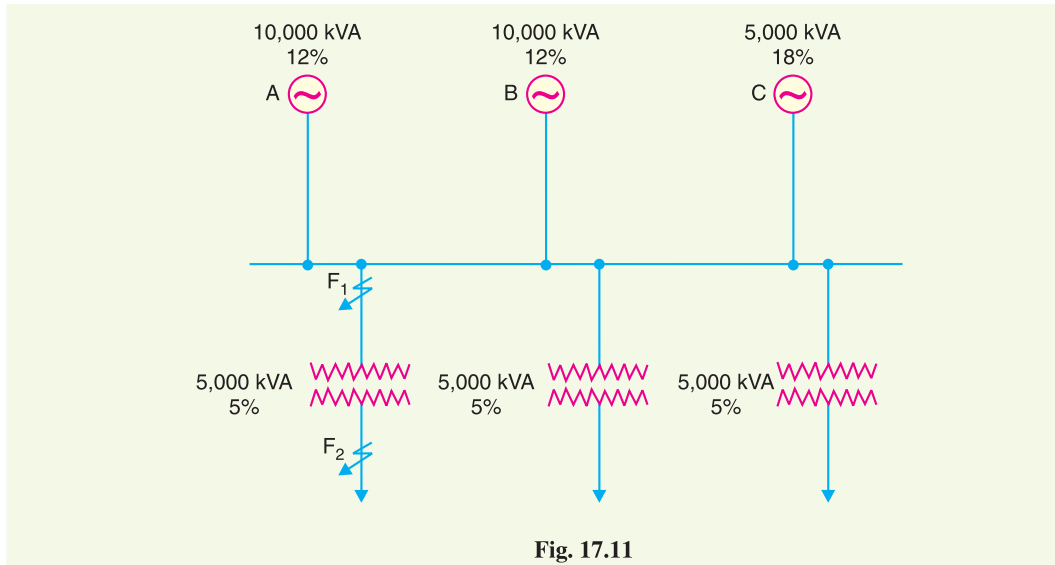 10,000 kVA
12%
A
10,000 kVA
12%
B
5,000 kVA
18%
C
F1
5,000 kVA
5%
5,000 kVA
5%
5,000 kVA
5%
F2
Fig. 17.11